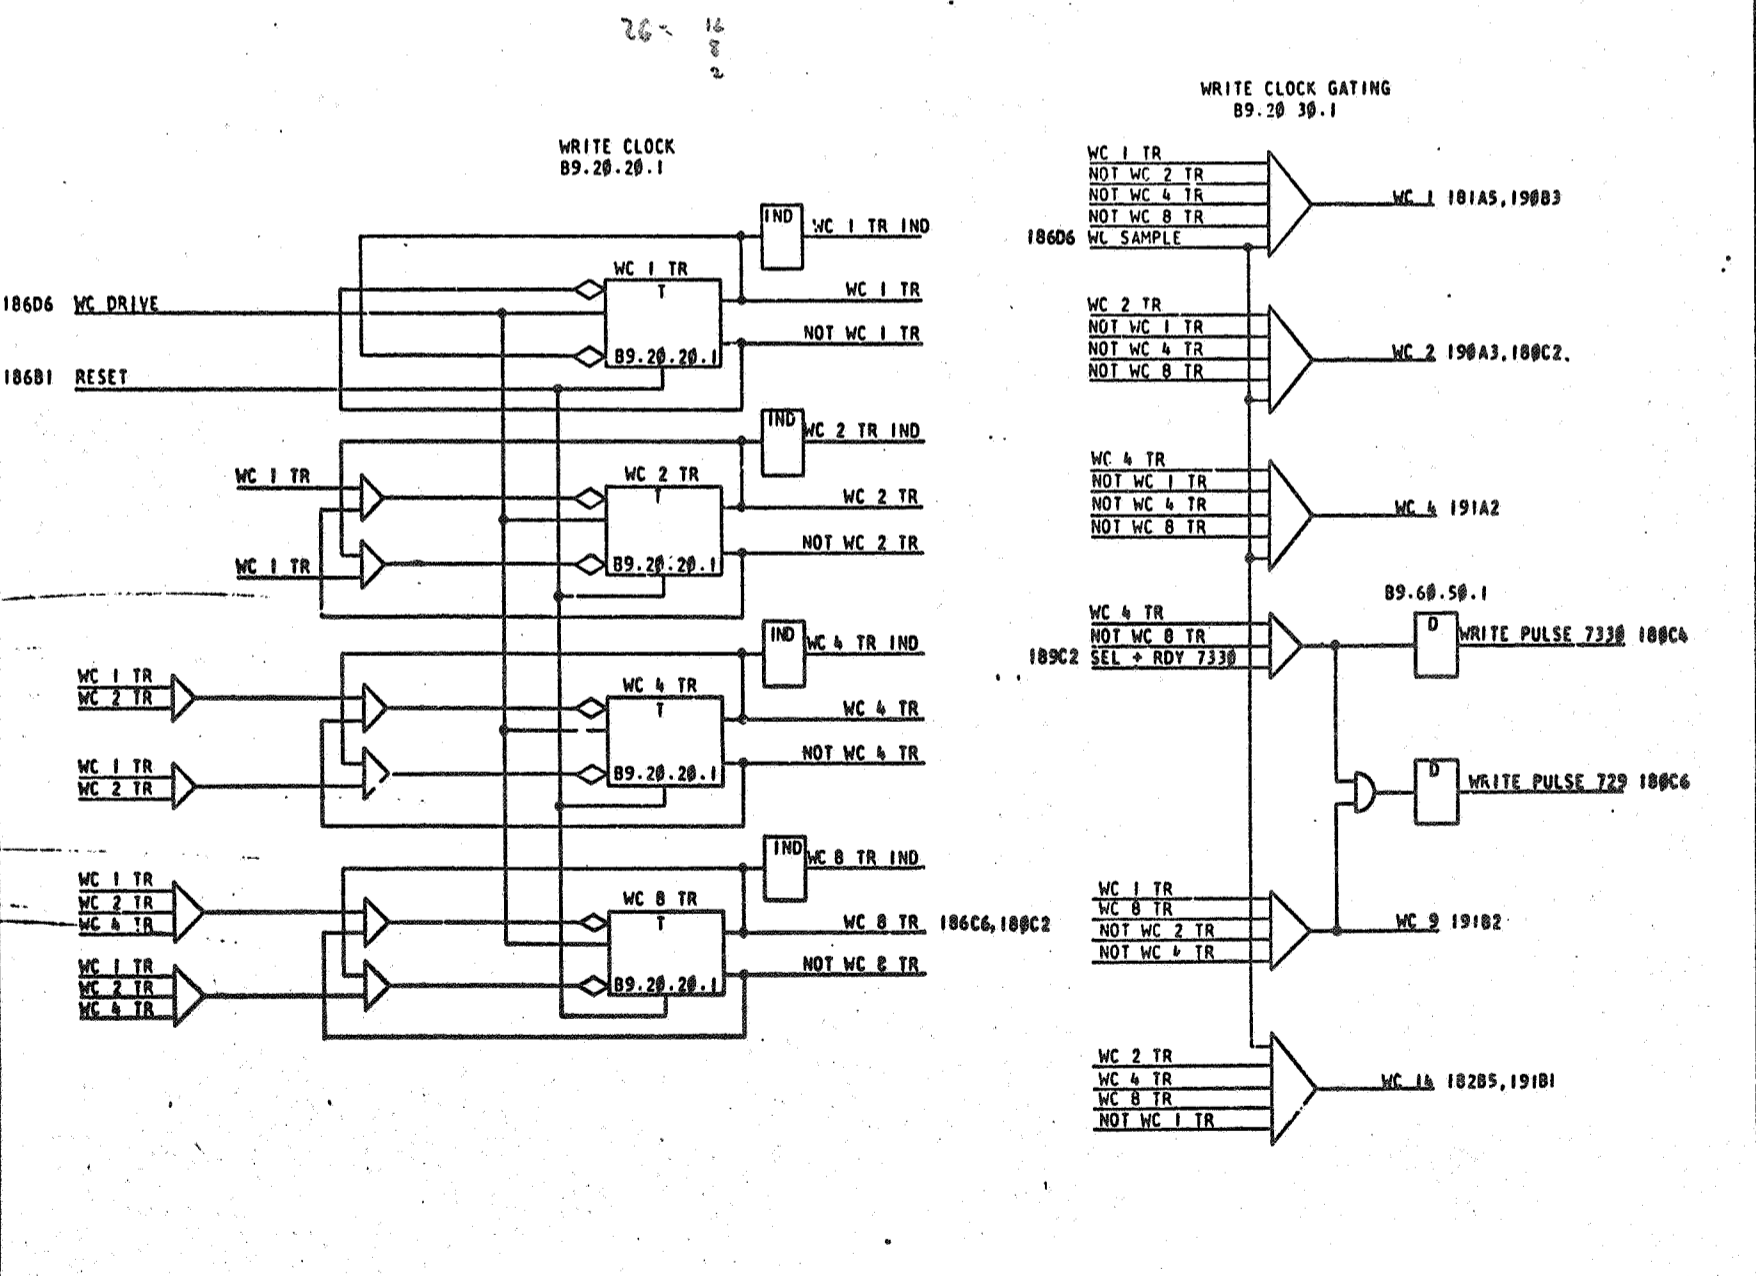 26 - 16
8
2
WRITE CLOCK
B9.20.20.1
IND
WC 1 TR IND
WC 1 TR
T
WC 1 TR
186D6 WC DRIVE
NOT WC 1 TR
B9.20.20.1
186B1 RESET
IND
WC 2 TR IND
WC 1 TR
WC 2 TR
T
WC 2 TR
NOT WC 2 TR
WC 1 TR
B9.20.20.1
IND
WC 4 TR IND
WC 1 TR
WC 2 TR
WC 4 TR
T
WC 4 TR
NOT WC 4 TR
WC 1 TR
WC 2 TR
B9.20.20.1
IND
WC 8 TR IND
WC 1 TR
WC 2 TR
WC 4 TR
WC 8 TR
T
WC 8 TR 186C6,180C2
NOT WC 8 TR
WC 1 TR
WC 2 TR
WC 4 TR
B9.20.20.1
WRITE CLOCK GATING
B9.20 30.1
WC 1 TR
NOT WC 2 TR
NOT WC 4 TR
NOT WC 8 TR
186D6 WC SAMPLE
WC 1 181A5,190B3
WC 2 TR
NOT WC 1 TR
NOT WC 4 TR
NOT WC 8 TR
WC 2 190A3,180C2.
WC 4 TR
NOT WC 1 TR
NOT WC 4 TR
NOT WC 8 TR
WC 4 191A2
B9.60.50.1
WC 4 TR
NOT WC 8 TR
189C2 SEL + RDY 7330
D
WRITE PULSE 7330 180C4
D
WRITE PULSE 729 180C6
WC 1 TR
WC 8 TR
NOT WC 2 TR
NOT WC 4 TR
WC 9 191B2
WC 2 TR
WC 4 TR
WC 8 TR
NOT WC 1 TR
WC 14 182B5,191B1